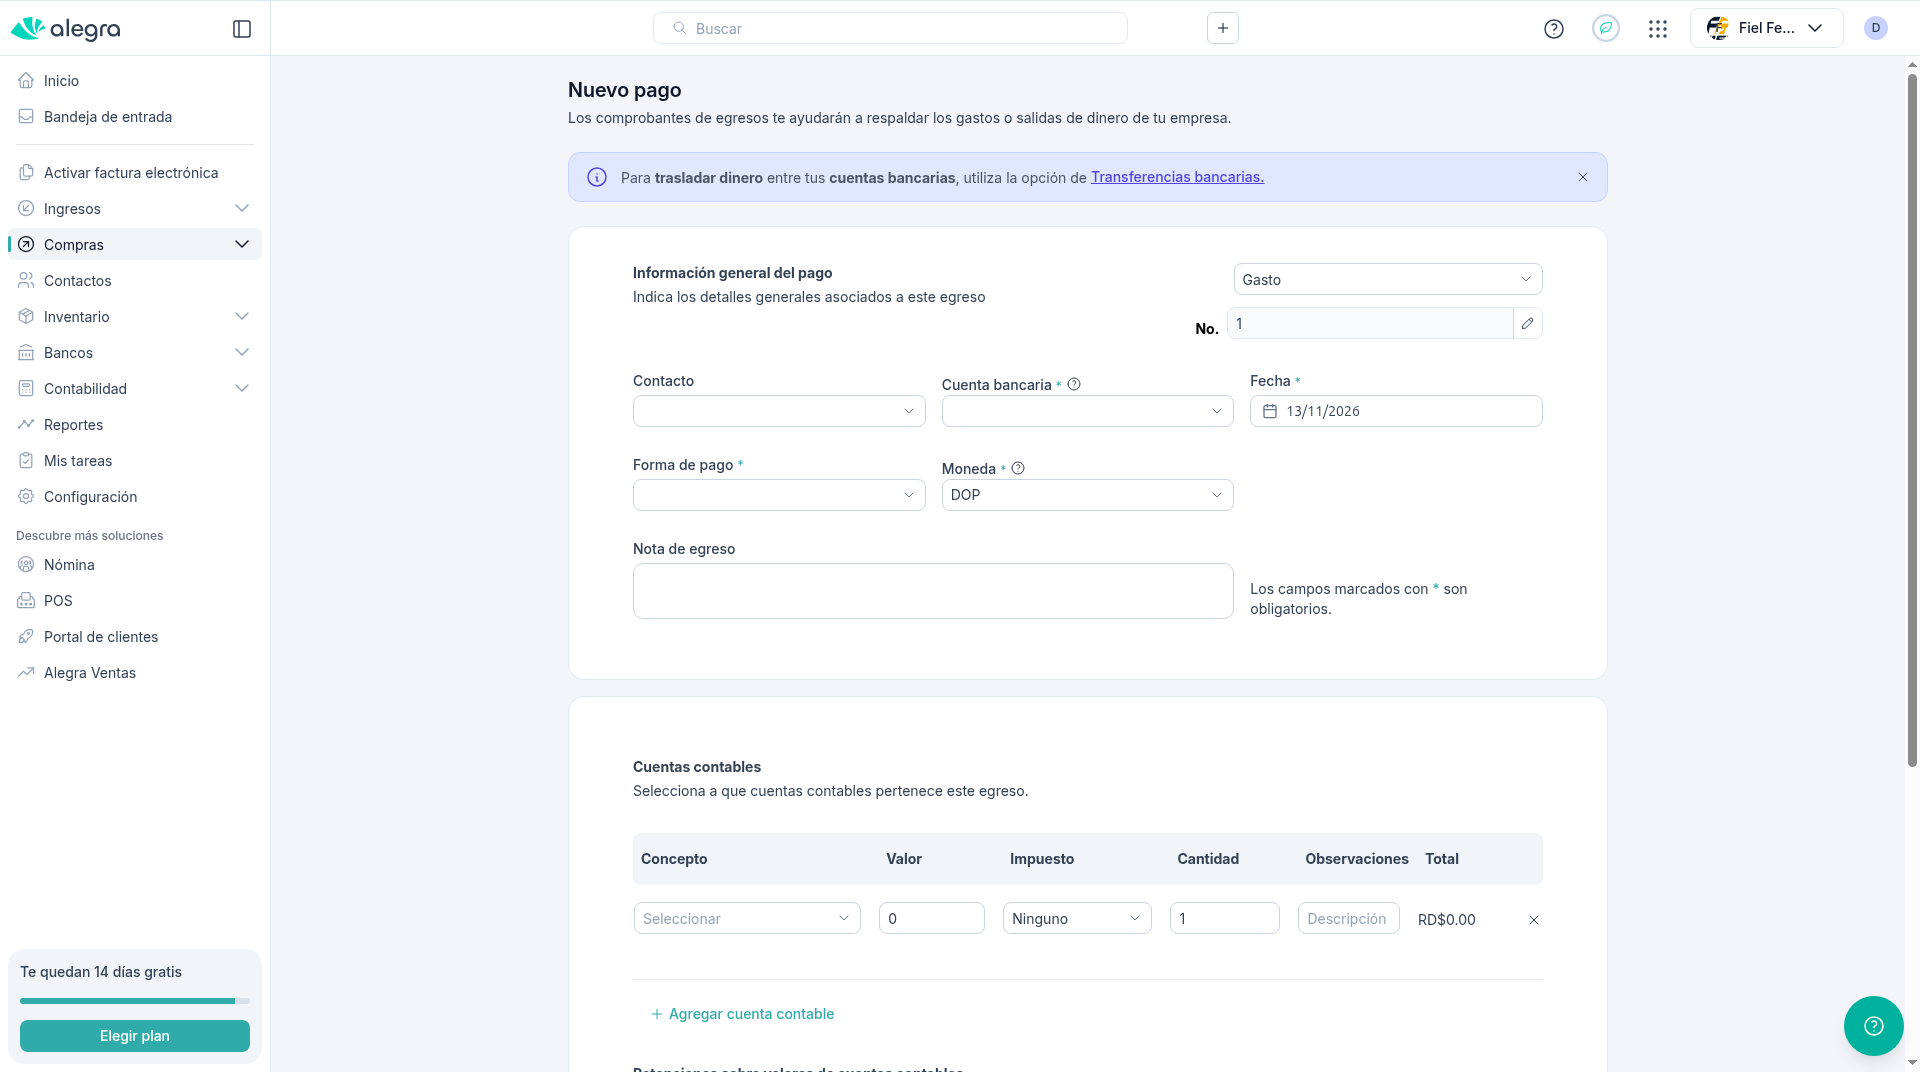 alegra
Buscar
Fiel Fe...
D
Inicio
Bandeja de entrada
Activar factura electrónica
Ingresos
Compras
Contactos
Inventario
Bancos
Contabilidad
Reportes
Mis tareas
Configuración
Descubre más soluciones
Nómina
POS
Portal de clientes
Alegra Ventas
Te quedan 14 días gratis
Elegir plan
Nuevo pago
Los comprobantes de egresos te ayudarán a respaldar los gastos o salidas de dinero de tu empresa.
Para trasladar dinero entre tus cuentas bancarias, utiliza la opción de Transferencias bancarias.
Información general del pago
Indica los detalles generales asociados a este egreso
Gasto
No. 1
Contacto
Cuenta bancaria *
Fecha *
13/11/2026
Forma de pago *
Moneda *
DOP
Nota de egreso
Los campos marcados con * son
obligatorios.
Cuentas contables
Selecciona a que cuentas contables pertenece este egreso.
Concepto Valor Impuesto Cantidad Observaciones Total
Seleccionar 0 Ninguno 1 Descripción RD$0.00
+ Agregar cuenta contable
Retenciones sobre valores de cuentas contables